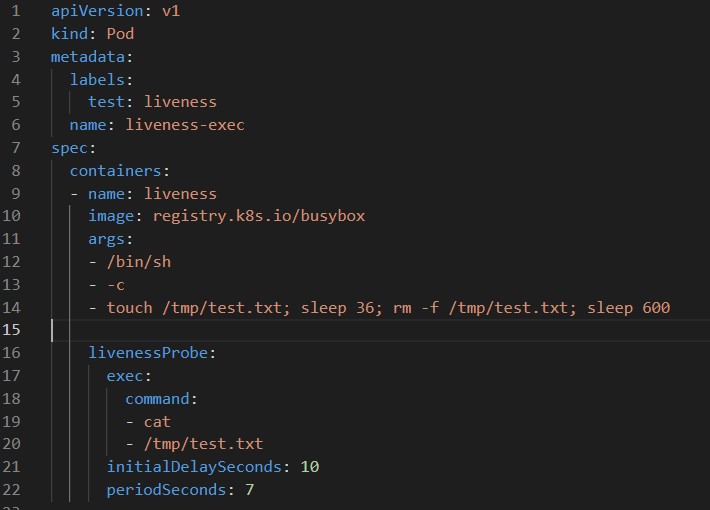 1 apiVersion: v1
2 kind: Pod
3 metadata:
4   labels:
5     test: liveness
6   name: liveness-exec
7 spec:
8   containers:
9   - name: liveness
10     image: registry.k8s.io/busybox
11     args:
12     - /bin/sh
13     - -c
14     - touch /tmp/test.txt; sleep 36; rm -f /tmp/test.txt; sleep 600
15
16     livenessProbe:
17       exec:
18         command:
19         - cat
20         - /tmp/test.txt
21       initialDelaySeconds: 10
22       periodSeconds: 7